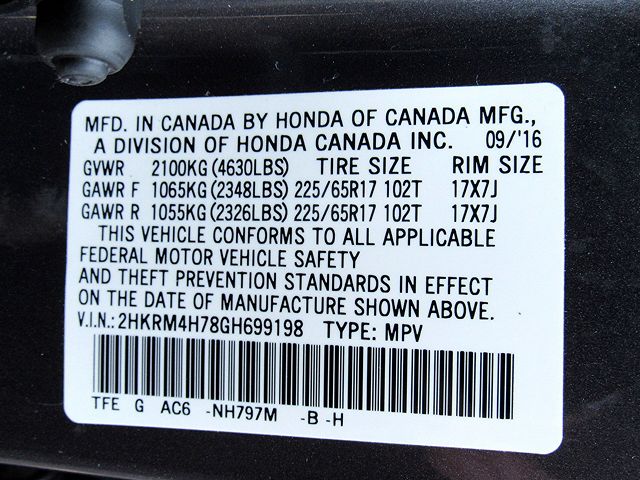 MFD. IN CANADA BY HONDA OF CANADA MFG.,
A DIVISION OF HONDA CANADA INC. 09/'16
GVWR 2100KG(4630LBS) TIRE SIZE RIM SIZE
GAWR F 1065KG(2348LBS) 225/65R17 102T 17X7J
GAWR R 1055KG(2326LBS) 225/65R17 102T 17X7J
THIS VEHICLE CONFORMS TO ALL APPLICABLE
FEDERAL MOTOR VEHICLE SAFETY
AND THEFT PREVENTION STANDARDS IN EFFECT
ON THE DATE OF MANUFACTURE SHOWN ABOVE.
V.I.N.: 2HKRM4H78GH699198 TYPE: MPV
TFE G AC6 -NH797M -B -H